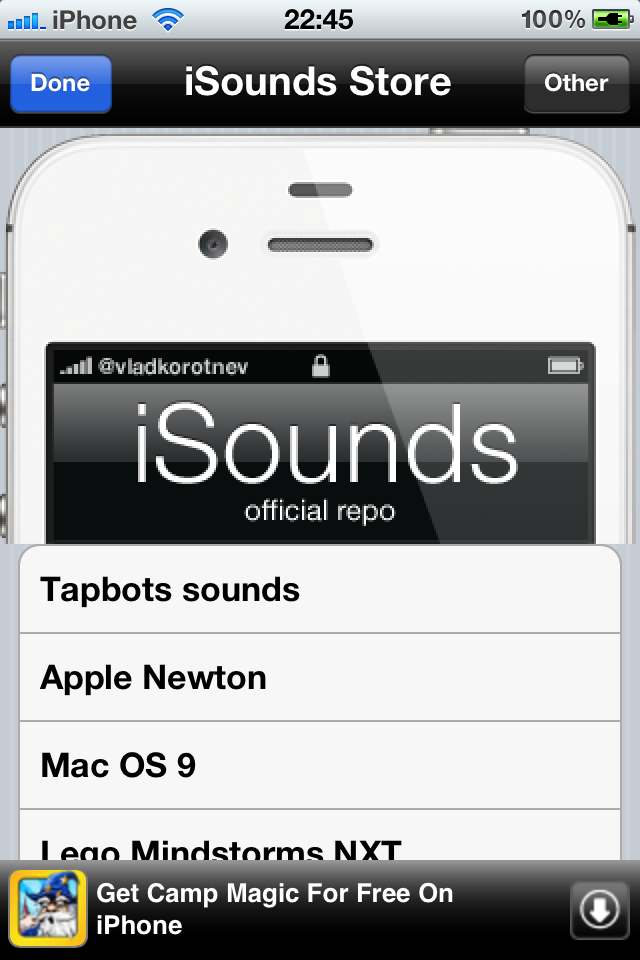 iPhone 22:45 100%
Done iSounds Store Other
@vladkorotnev
iSounds
official repo
Tapbots sounds
Apple Newton
Mac OS 9
Lego Mindstorms NXT
Get Camp Magic For Free On
iPhone